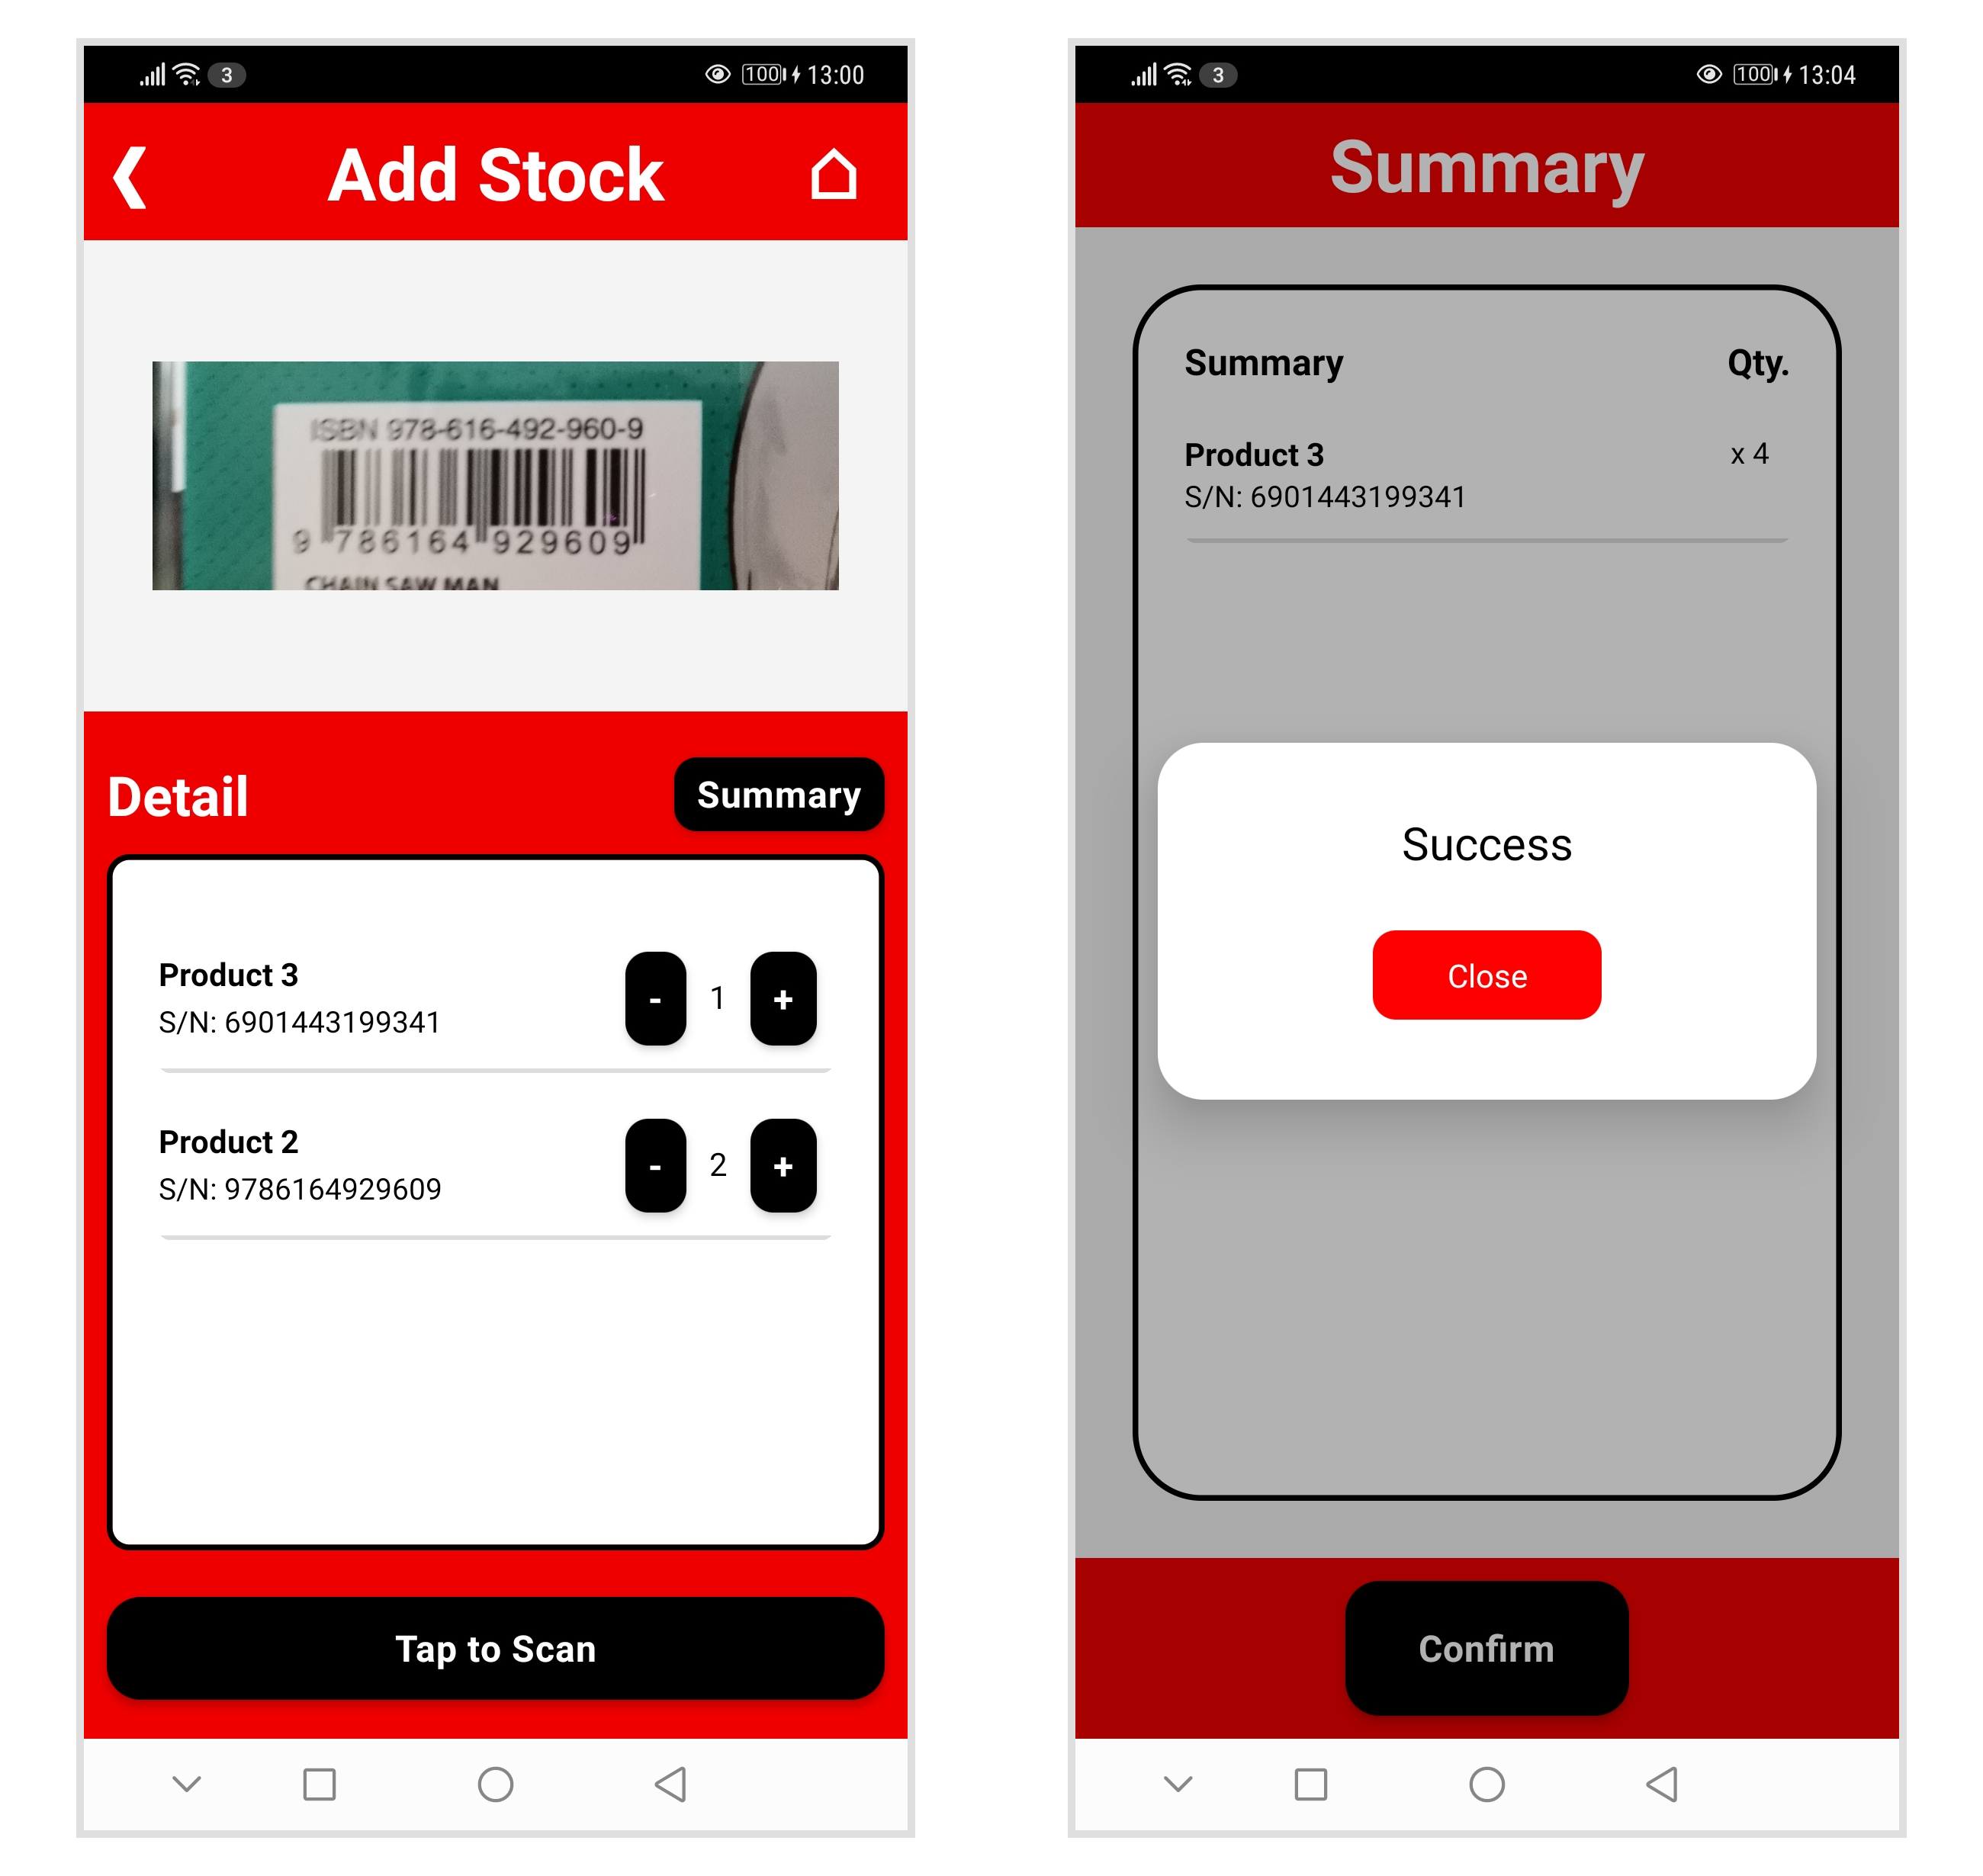 3
100 13:00
Add Stock
ISBN 978-616-492-960-9
9 786164 929609
CHAIN SAW MAN
Detail
Summary
Product 3
S/N: 6901443199341
- 1 +
Product 2
S/N: 9786164929609
- 2 +
Tap to Scan
3
100 13:04
Summary
Summary Qty.
Product 3 x 4
S/N: 6901443199341
Success
Close
Confirm